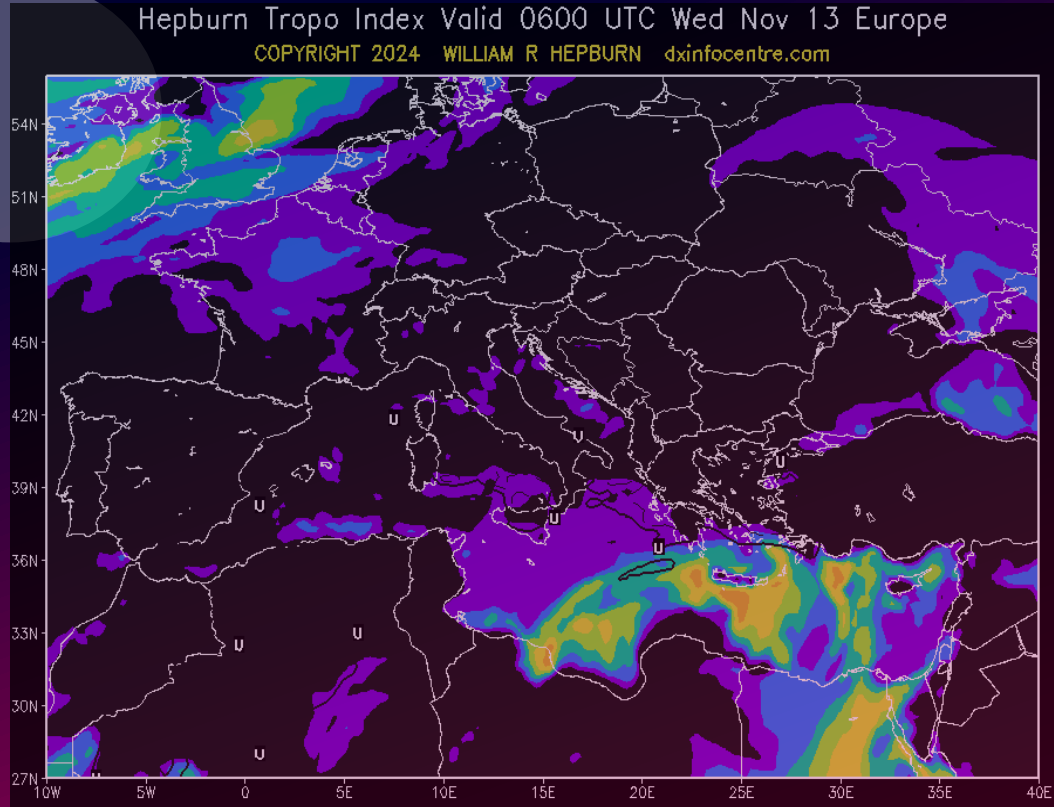 Hepburn Tropo Index Valid 0600 UTC Wed Nov 13 Europe
COPYRIGHT 2024 WILLIAM R HEPBURN dxinfocentre.com
54N
51N
48N
45N
42N
U
U
U
39N
U
U
36N
U
33N
U
U
30N
U
27N
U
10W 5W 0 5E 10E 15E 20E 25E 30E 35E 40E